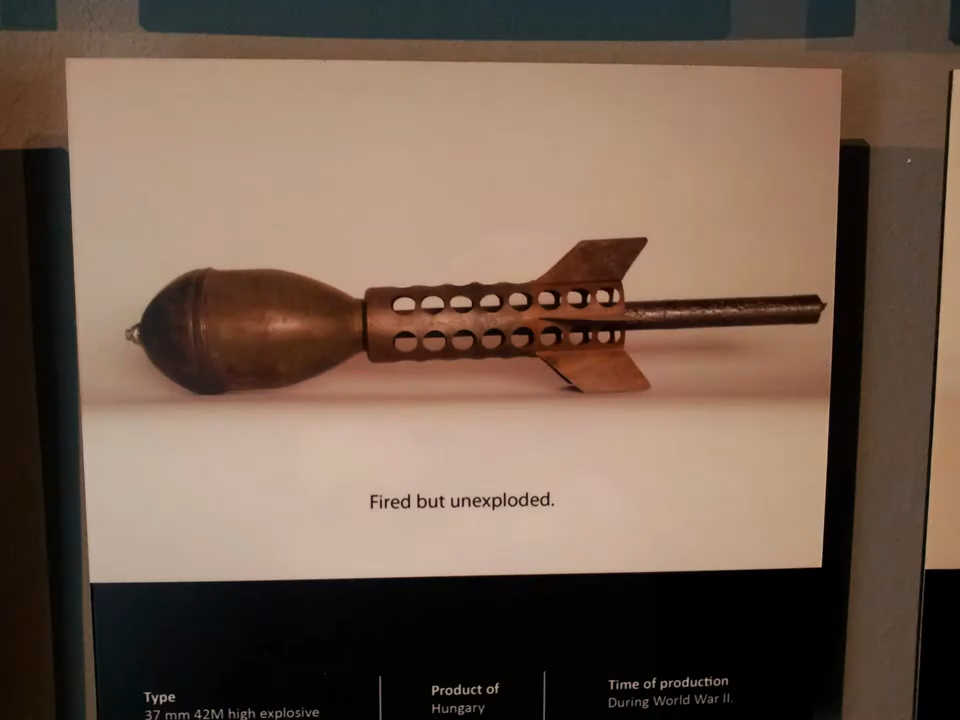 Fired but unexploded.
Type
37 mm 42M high explosive
Product of
Hungary
Time of production
During World War II.